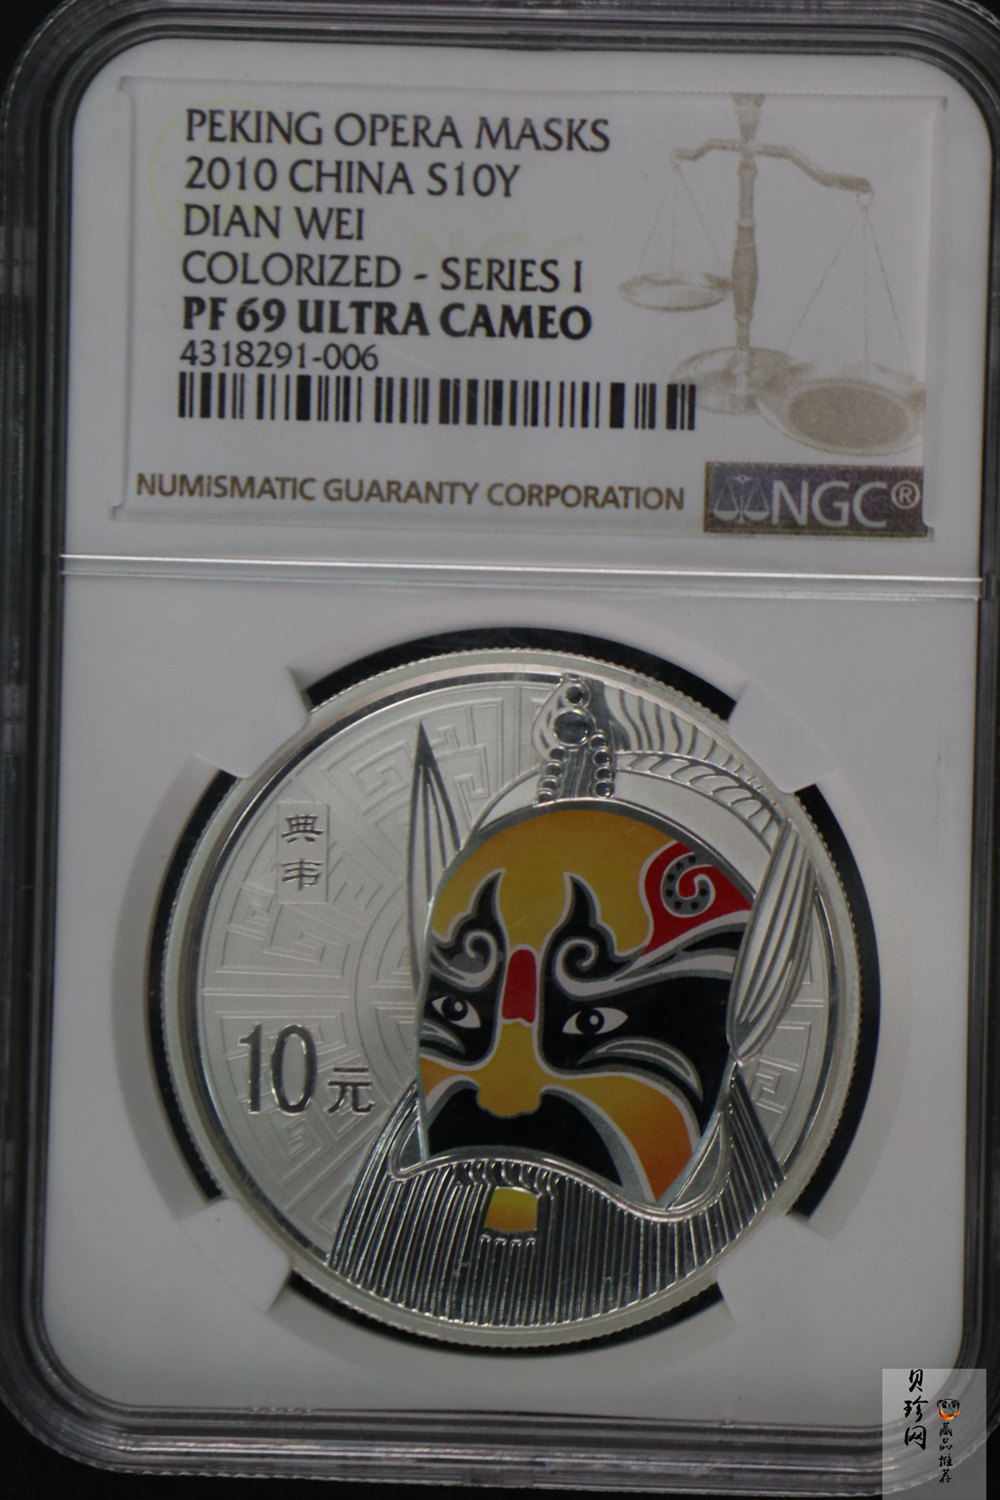 PEKING OPERA MASKS
2010 CHINA S10Y
DIAN WEI
COLORIZED - SERIES I
PF 69 ULTRA CAMEO
4318291-006
NUMISMATIC GUARANTY CORPORATION
NGC®
典韦
10元
贝珍网
藏品推荐